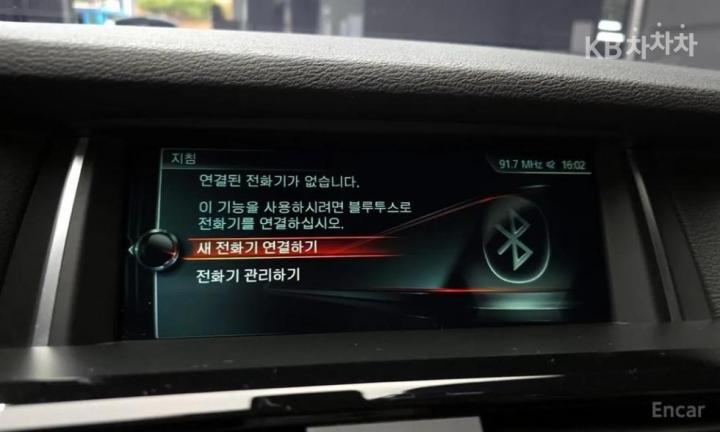 KB차차차
지침
91.7 MHz 16:02
연결된 전화기가 없습니다.
이 기능을 사용하시려면 블루투스로
전화기를 연결하십시오.
새 전화기 연결하기
전화기 관리하기
Encar